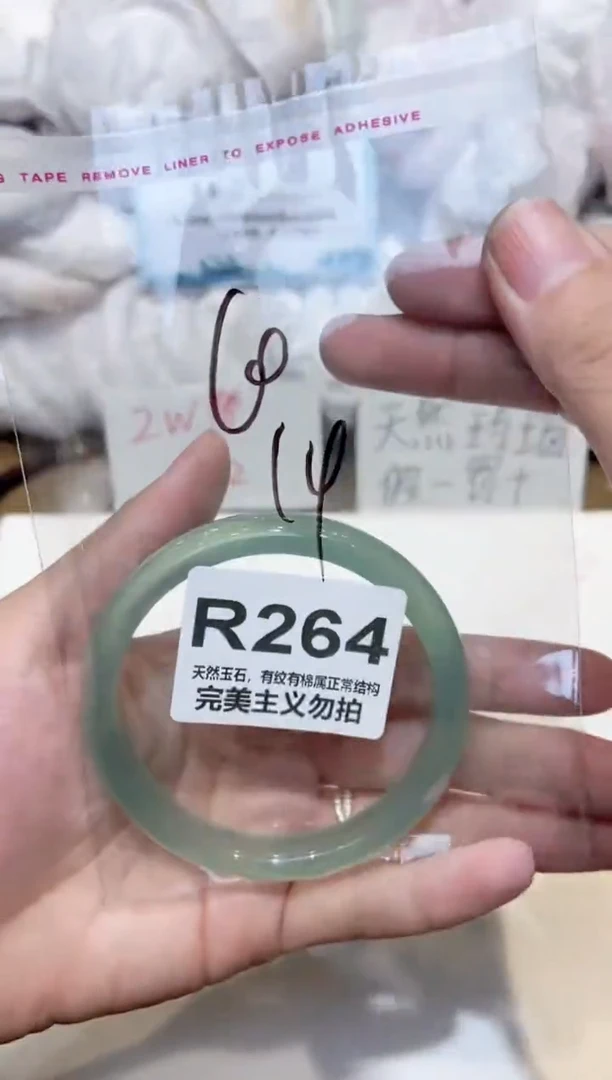 TAPE REMOVE LINER TO EXPOSE ADHESIVE
60
14
2W
天然玛瑙
假一罚十
R264
天然玉石，有纹有棉属正常结构
完美主义勿拍